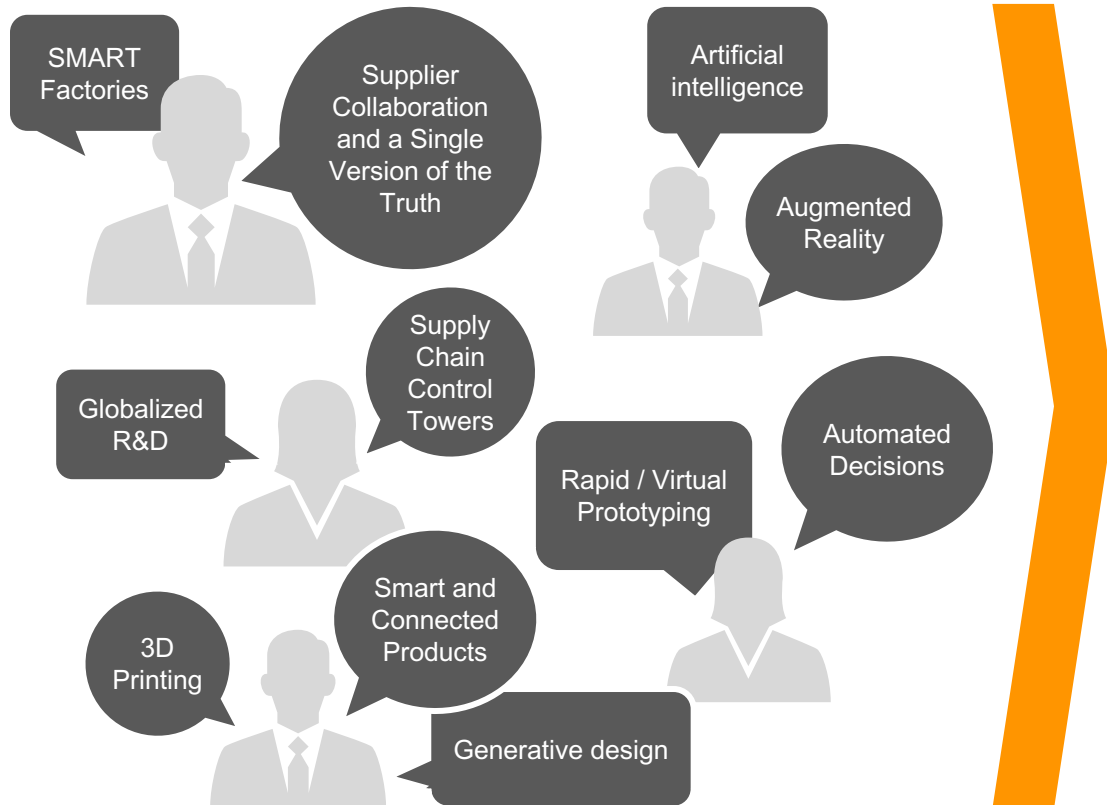 SMART
Factories
Supplier
Collaboration
and a Single
Version of the
Truth
Artificial
intelligence
Augmented
Reality
Supply
Chain
Control
Towers
Globalized
R&D
Automated
Decisions
Rapid / Virtual
Prototyping
Smart and
Connected
Products
3D
Printing
Generative design